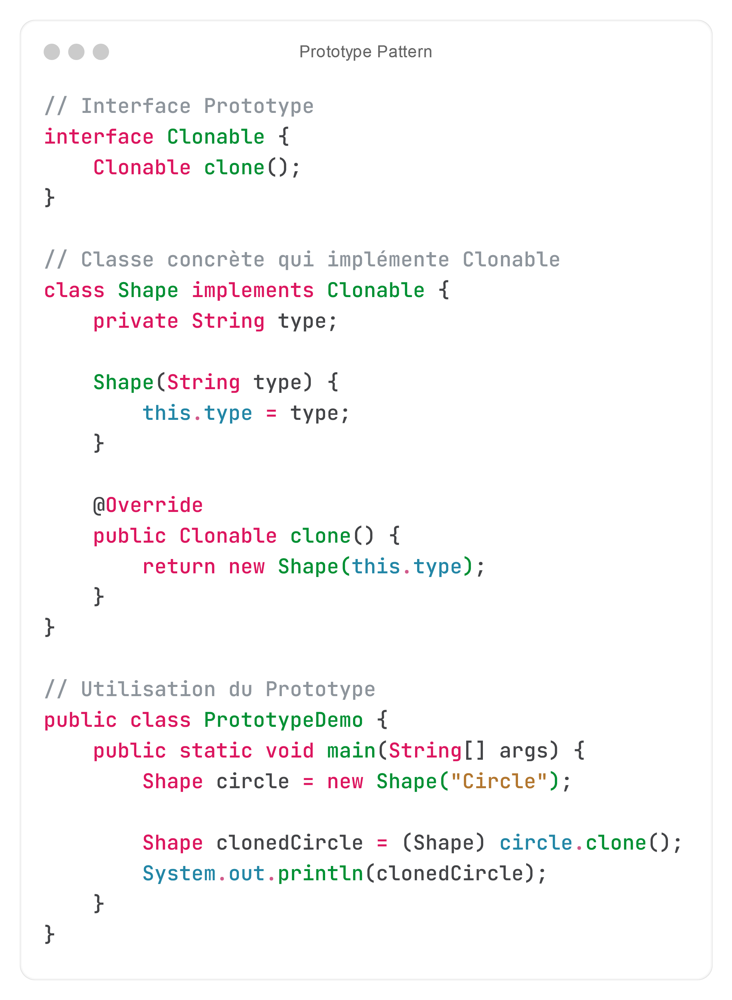 Prototype Pattern
// Interface Prototype
interface Clonable {
    Clonable clone();
}
// Classe concrète qui implémente Clonable
class Shape implements Clonable {
    private String type;
    Shape(String type) {
        this.type = type;
    }
    @Override
    public Clonable clone() {
        return new Shape(this.type);
    }
}
// Utilisation du Prototype
public class PrototypeDemo {
    public static void main(String[] args) {
        Shape circle = new Shape("Circle");
        Shape clonedCircle = (Shape) circle.clone();
        System.out.println(clonedCircle);
    }
}